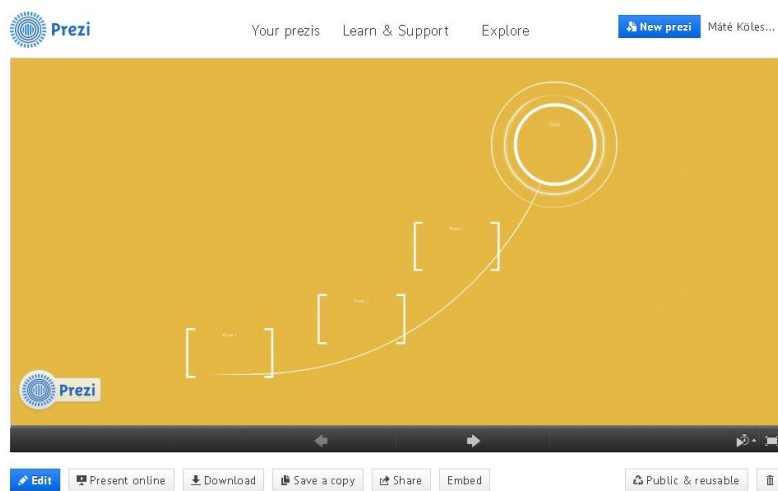 Prezi
Your prezis Learn & Support Explore
New prezi Máté Köles...
Prezi
Edit Present online Download Save a copy Share Embed Public & reusable